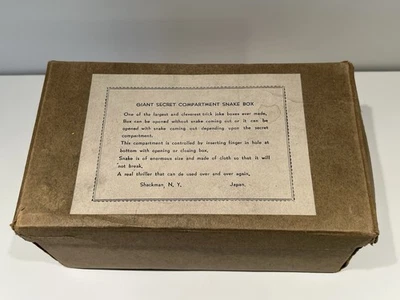 GIANT SECRET COMPARTMENT SNAKE BOX
One of the largest and cleverest trick joke boxes ever made,
Box can be opened without snake coming out or it can be
opened with snake coming out depending upon the secret
compartment.
This compartment is controlled by inserting finger in hole at
bottom with opening or closing box,
Snake is of enormous size and made of cloth so that it will
not break,
A real thriller that can be used over and over again,
Shackman, N, Y, Japan.